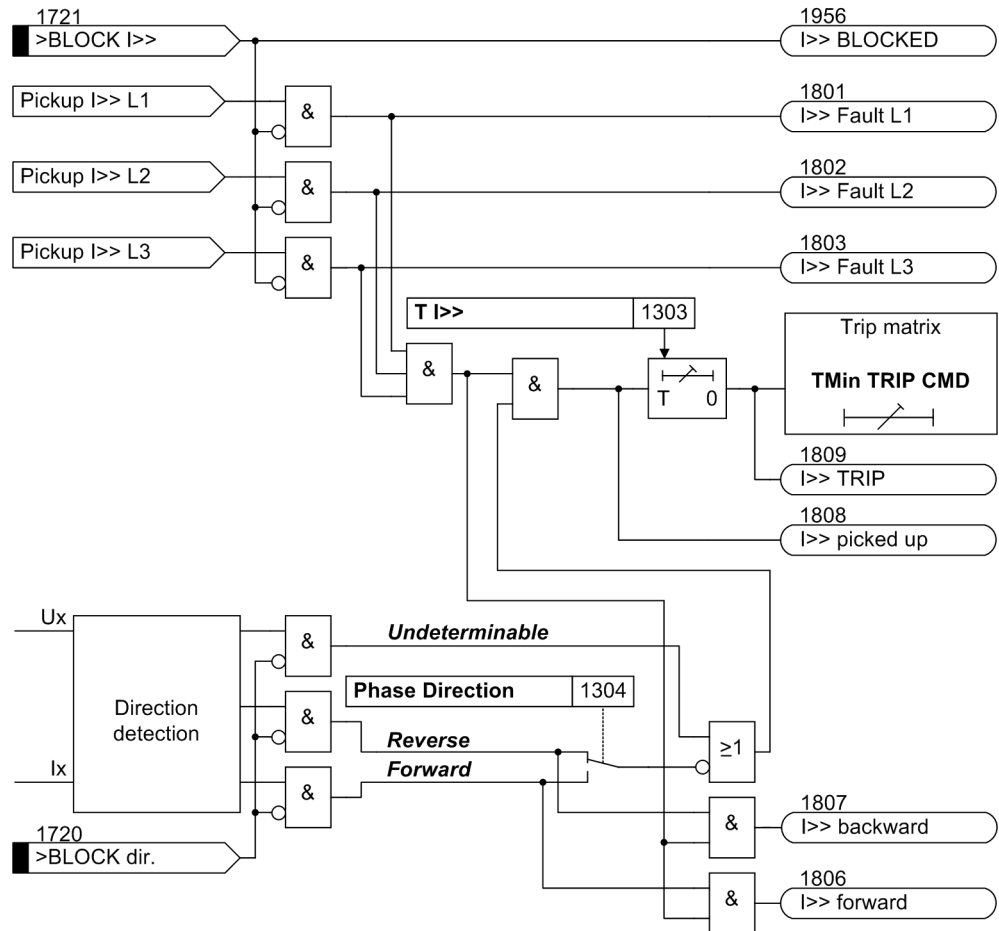 1721
>BLOCK I>>
1956
I>> BLOCKED
Pickup I>> L1
&
1801
I>> Fault L1
Pickup I>> L2
&
1802
I>> Fault L2
Pickup I>> L3
&
1803
I>> Fault L3
T I>> 1303
&
&
T 0
Trip matrix
TMin TRIP CMD
1809
I>> TRIP
1808
I>> picked up
Ux
Ix
Direction
detection
&
Undeterminable
Phase Direction 1304
&
Reverse
Forward
&
≥1
1720
>BLOCK dir.
&
1807
I>> backward
&
1806
I>> forward